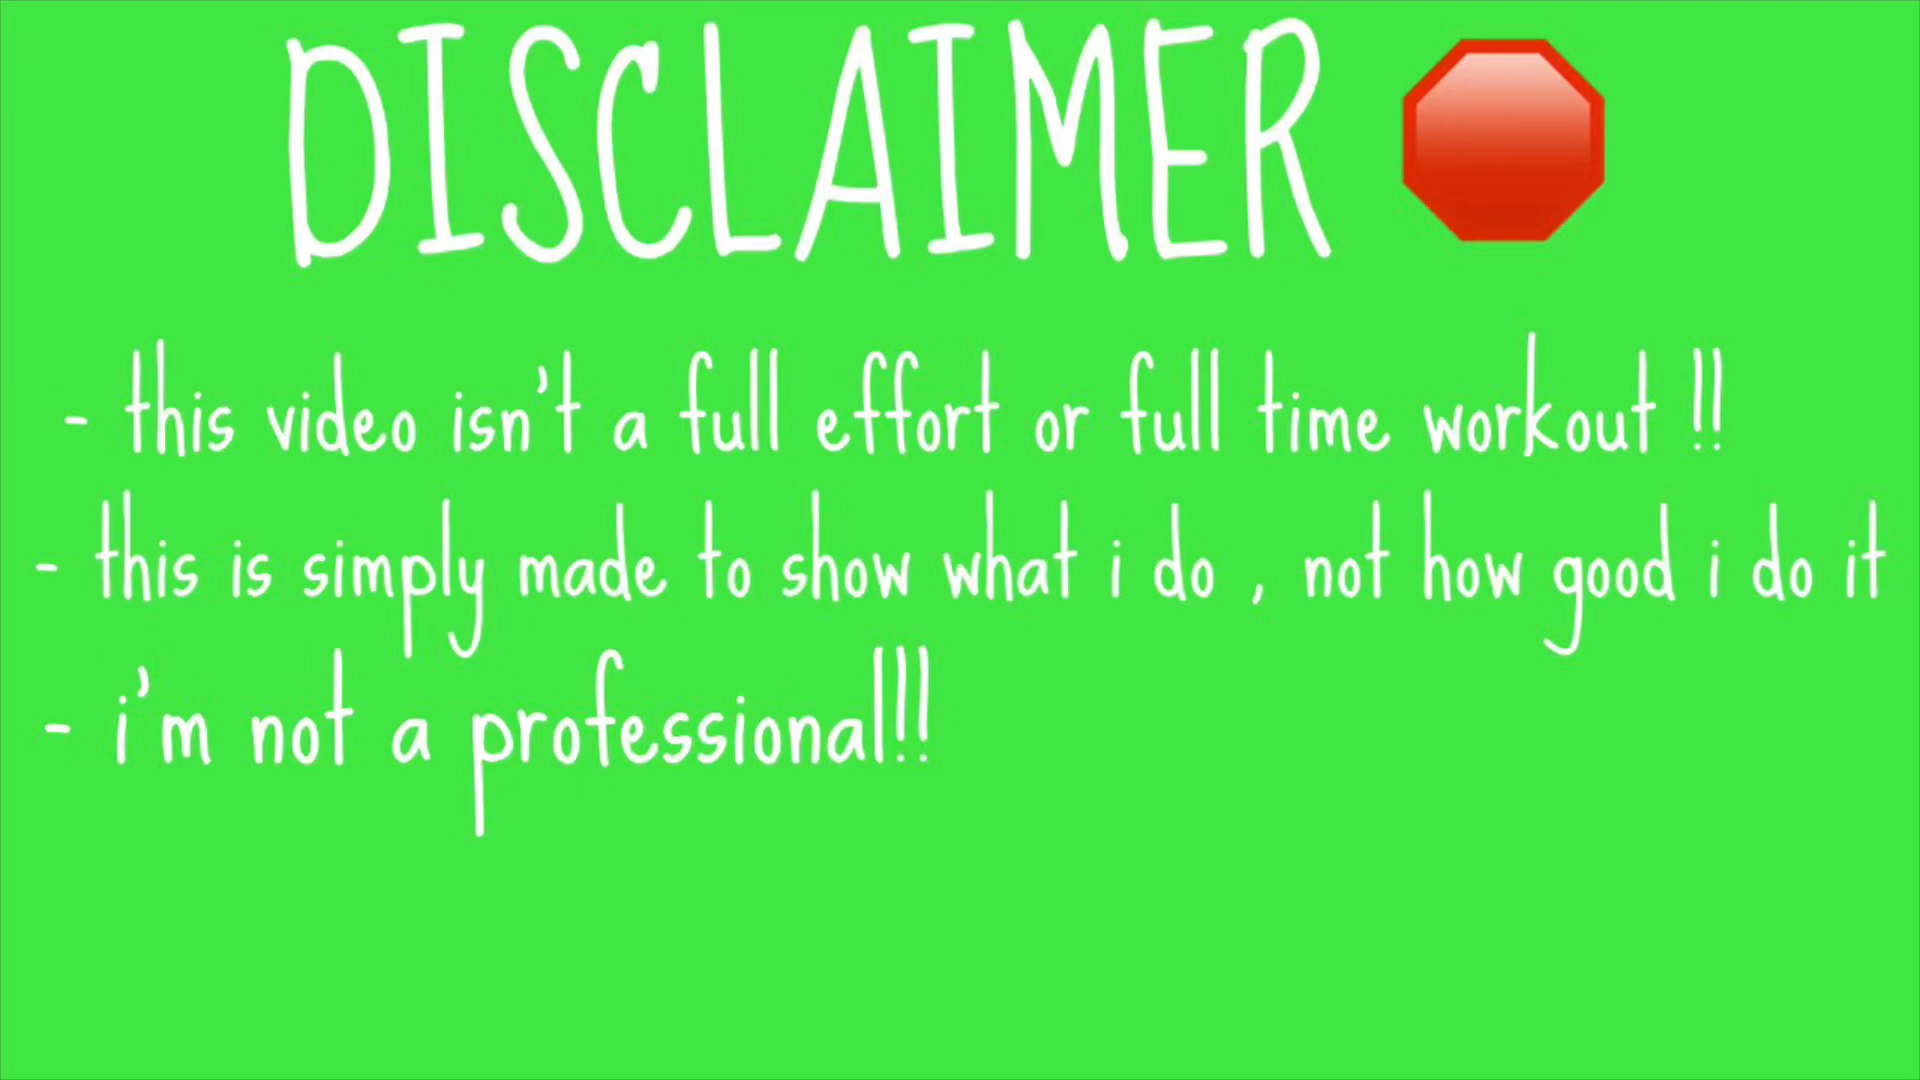 DISCLAIMER
- this video isn't a full effort or full time workout !!
- this is simply made to show what i do , not how good i do it
- i'm not a professional!!!